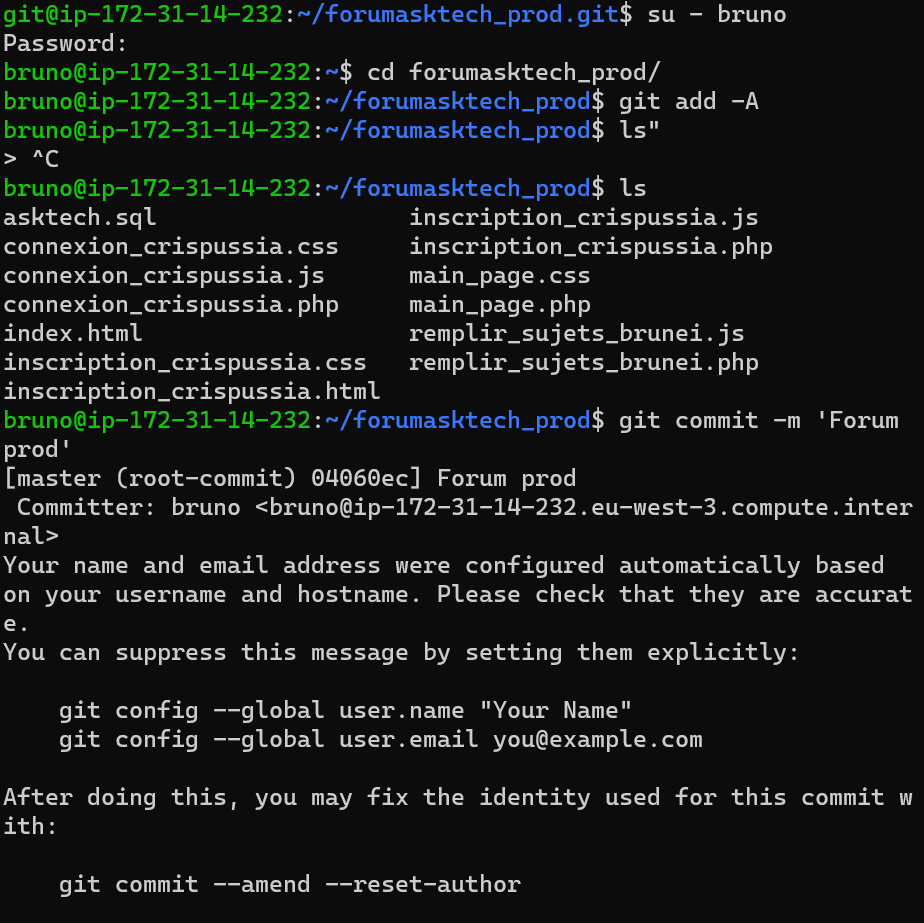 git@ip-172-31-14-232:~/forumasktech_prod.git$ su - bruno
Password:
bruno@ip-172-31-14-232:~$ cd forumasktech_prod/
bruno@ip-172-31-14-232:~/forumasktech_prod$ git add -A
bruno@ip-172-31-14-232:~/forumasktech_prod$ ls"
> ^C
bruno@ip-172-31-14-232:~/forumasktech_prod$ ls
asktech.sql                  inscription_crispussia.js
connexion_crispussia.css     inscription_crispussia.php
connexion_crispussia.js      main_page.css
connexion_crispussia.php     main_page.php
index.html                   remplir_sujets_brunei.js
inscription_crispussia.css   remplir_sujets_brunei.php
inscription_crispussia.html
bruno@ip-172-31-14-232:~/forumasktech_prod$ git commit -m 'Forum
prod'
[master (root-commit) 04060ec] Forum prod
 Committer: bruno <bruno@ip-172-31-14-232.eu-west-3.compute.inter
nal>
Your name and email address were configured automatically based
on your username and hostname. Please check that they are accurat
e.
You can suppress this message by setting them explicitly:

    git config --global user.name "Your Name"
    git config --global user.email you@example.com

After doing this, you may fix the identity used for this commit w
ith:

    git commit --amend --reset-author